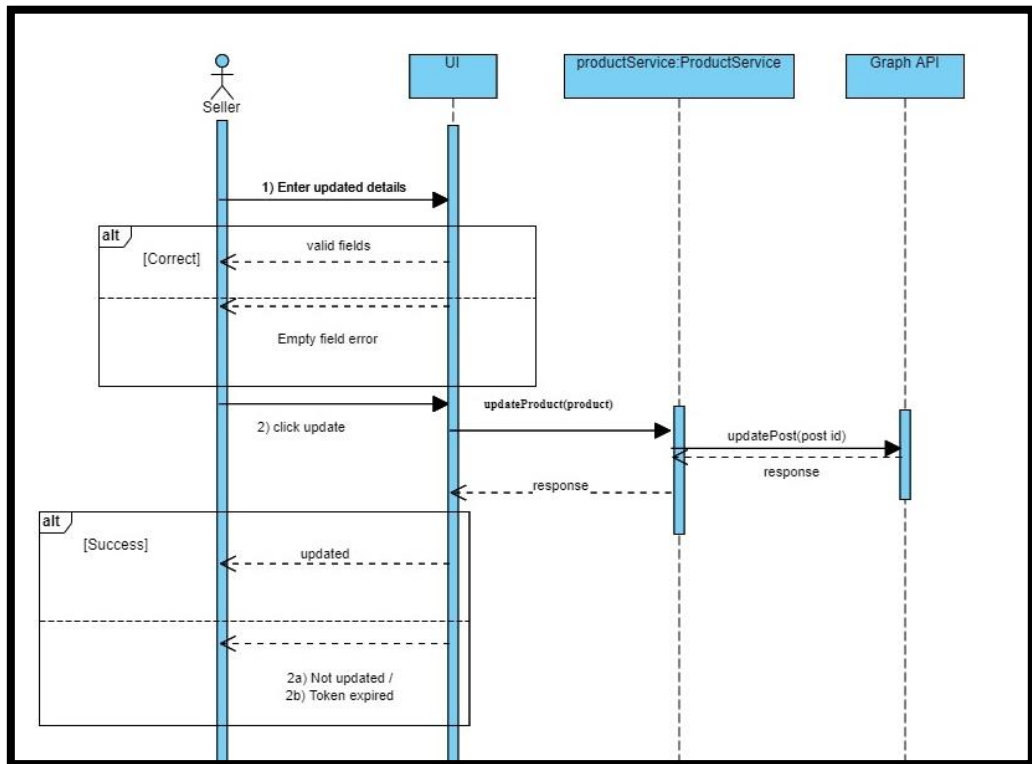 Seller
UI
productService:ProductService
Graph API
1) Enter updated details
alt
[Correct]
valid fields
Empty field error
2) click update
updateProduct(product)
updatePost(post id)
response
response
alt
[Success]
updated
2a) Not updated /
2b) Token expired